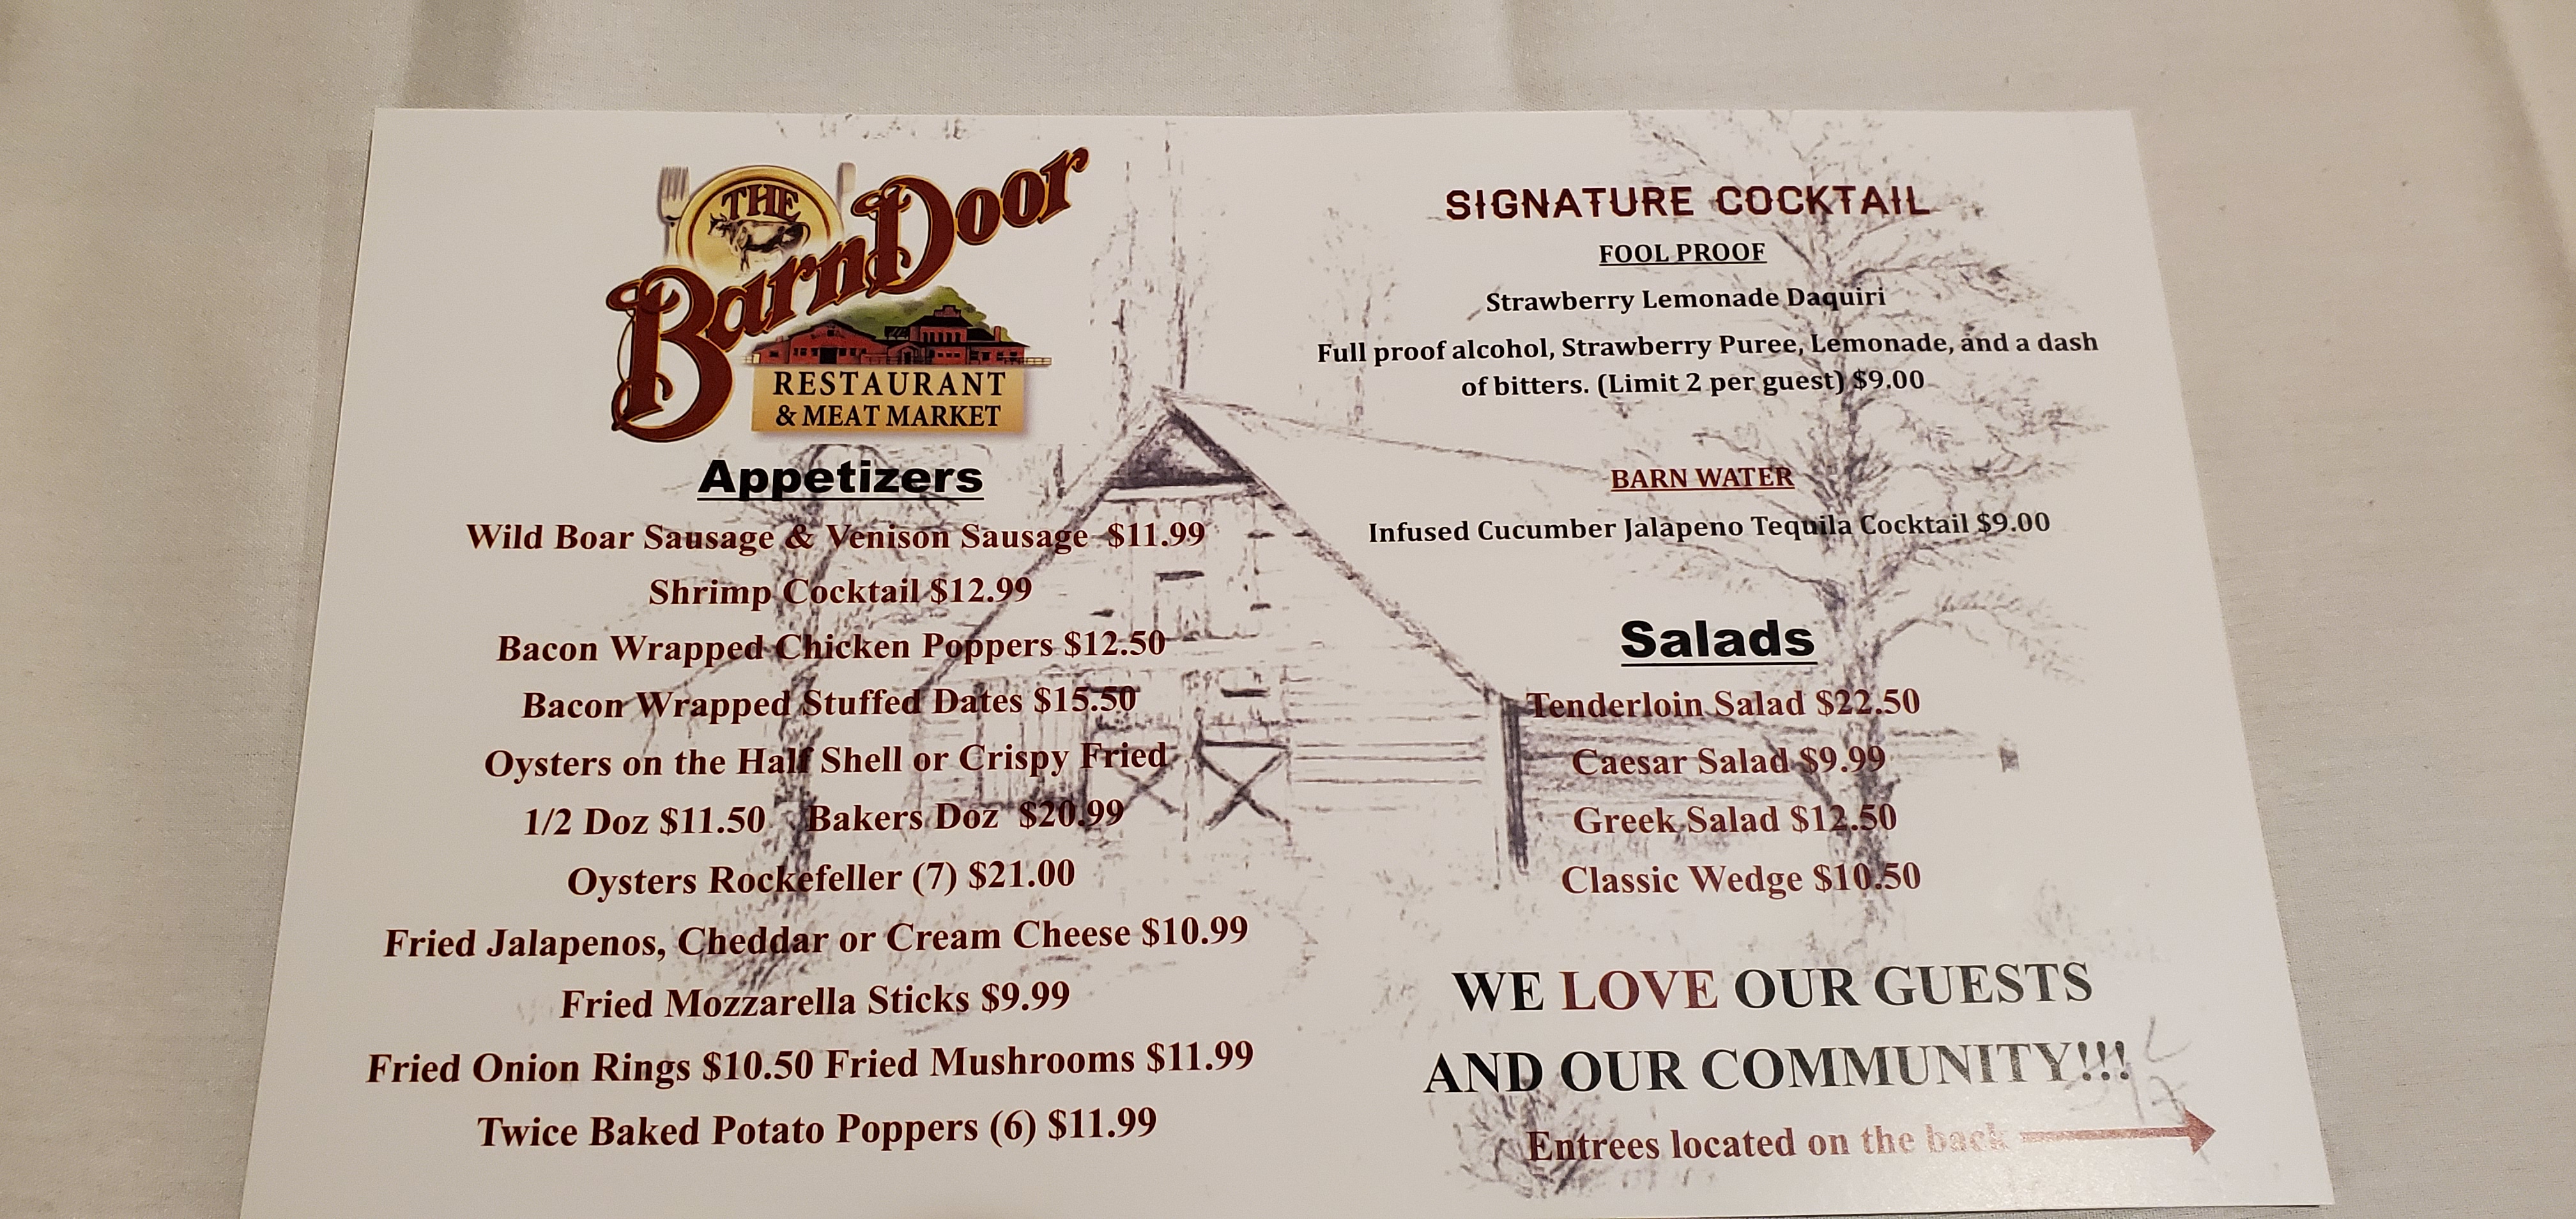 THE
Barn Door
RESTAURANT
& MEAT MARKET
Appetizers
Wild Boar Sausage & Venison Sausage $11.99
Shrimp Cocktail $12.99
Bacon Wrapped Chicken Poppers $12.50
Bacon Wrapped Stuffed Dates $15.50
Oysters on the Half Shell or Crispy Fried
1/2 Doz $11.50 Bakers Doz $20.99
Oysters Rockefeller (7) $21.00
Fried Jalapenos, Cheddar or Cream Cheese $10.99
Fried Mozzarella Sticks $9.99
Fried Onion Rings $10.50 Fried Mushrooms $11.99
Twice Baked Potato Poppers (6) $11.99
SIGNATURE COCKTAIL
FOOL PROOF
Strawberry Lemonade Daquiri
Full proof alcohol, Strawberry Puree, Lemonade, and a dash
of bitters. (Limit 2 per guest) $9.00
BARN WATER
Infused Cucumber Jalapeno Tequila Cocktail $9.00
Salads
Tenderloin Salad $22.50
Caesar Salad $9.99
Greek Salad $12.50
Classic Wedge $10.50
WE LOVE OUR GUESTS
AND OUR COMMUNITY!!!
Entrees located on the back